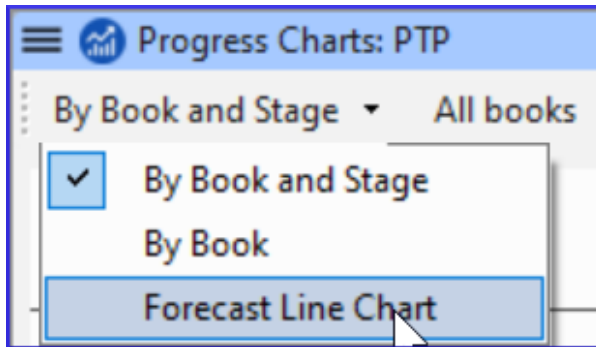 Progress Charts: PTP
By Book and Stage All books
By Book and Stage
By Book
Forecast Line Chart